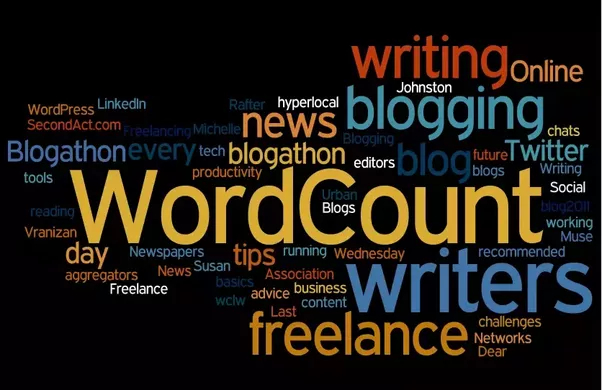 writing Online
Johnston
WordPress LinkedIn Rafter hyperlocal blogging
SecondAct.com Freelancing Michelle news Blogging chats
Blogathon every tech blogathon editors blog future Twitter
tools productivity blogs Writing
WordCount Urban Social
reading Blogs blog2011
Vranizan working
day Newspapers tips running Wednesday recommended Muse
aggregators News Susan Association writers
Freelance basics advice business
wclw content
Last challenges
freelance Networks
Dear